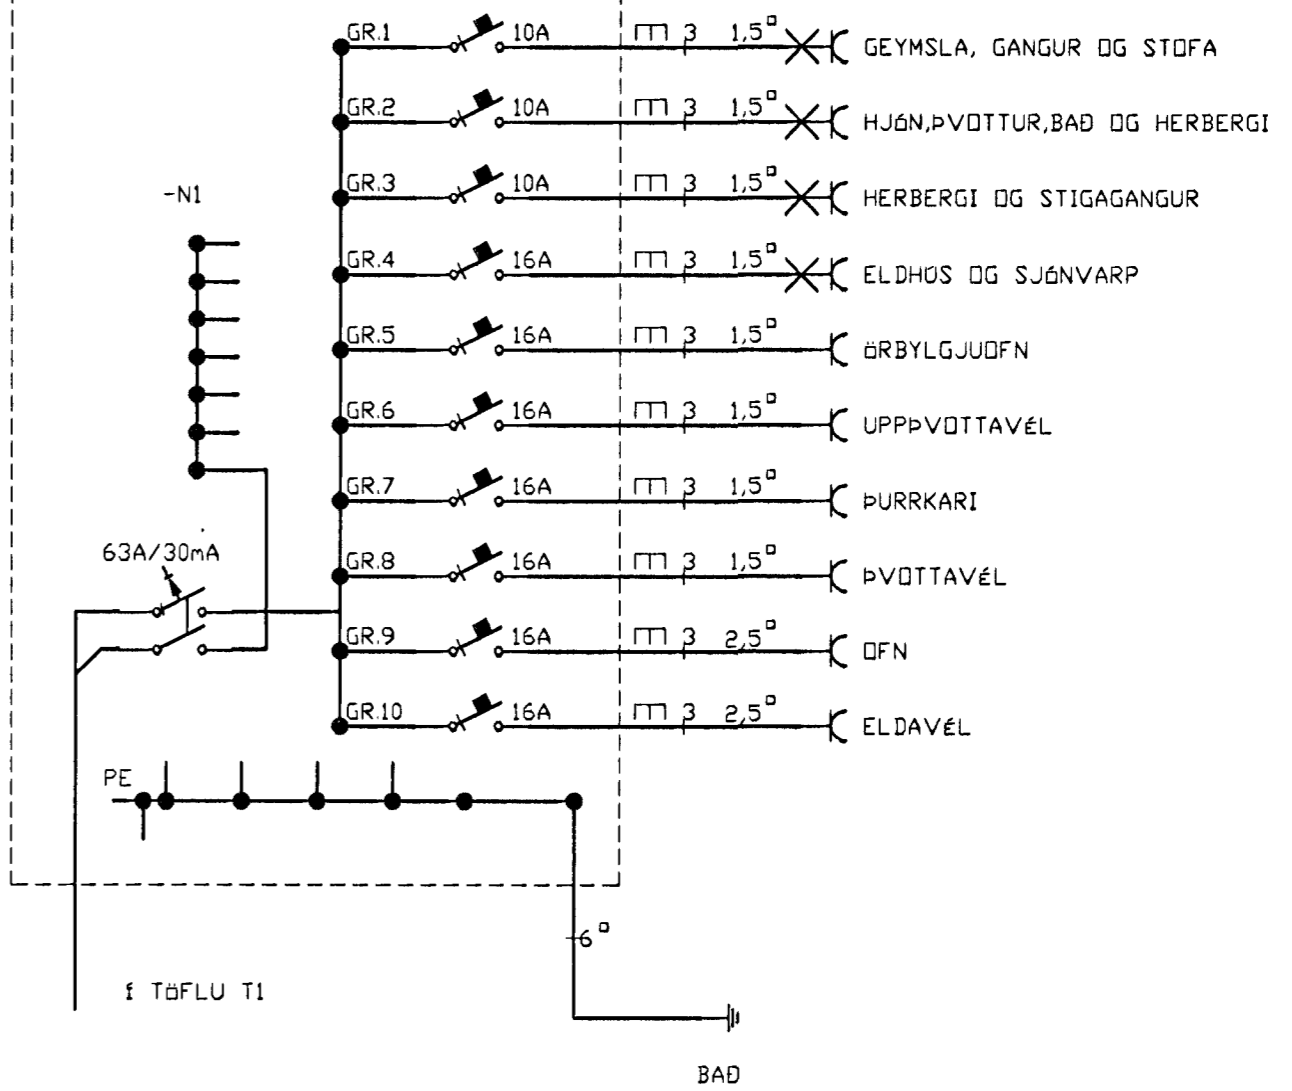 GR.1 10A 3 1,5□ GEYMSLA, GANGUR OG STOFA
GR.2 10A 3 1,5□ HJóN,ÞVOTTUR,BAÐ OG HERBERGI
GR.3 10A 3 1,5□ HERBERGI OG STIGAGANGUR
-N1
GR.4 16A 3 1,5□ ELDHúS OG SJóNVARP
GR.5 16A 3 1,5□ öRBYLGJUOFN
GR.6 16A 3 1,5□ UPPÞVOTTAVéL
GR.7 16A 3 1,5□ ÞURRKARI
63A/30mA
GR.8 16A 3 1,5□ ÞVOTTAVéL
GR.9 16A 3 2,5□ OFN
GR.10 16A 3 2,5□ ELDAVéL
PE
6□
í TöFLU T1
BAÐ